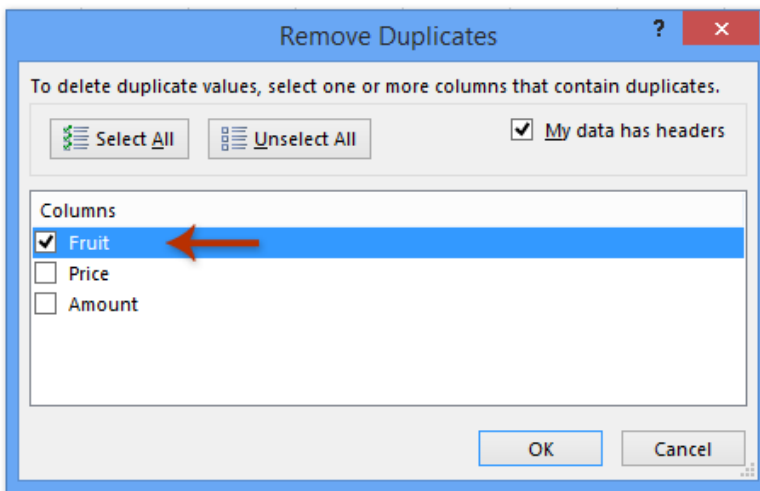 Remove Duplicates
?
To delete duplicate values, select one or more columns that contain duplicates.
Select All
Unselect All
My data has headers
Columns
Fruit
Price
Amount
OK
Cancel